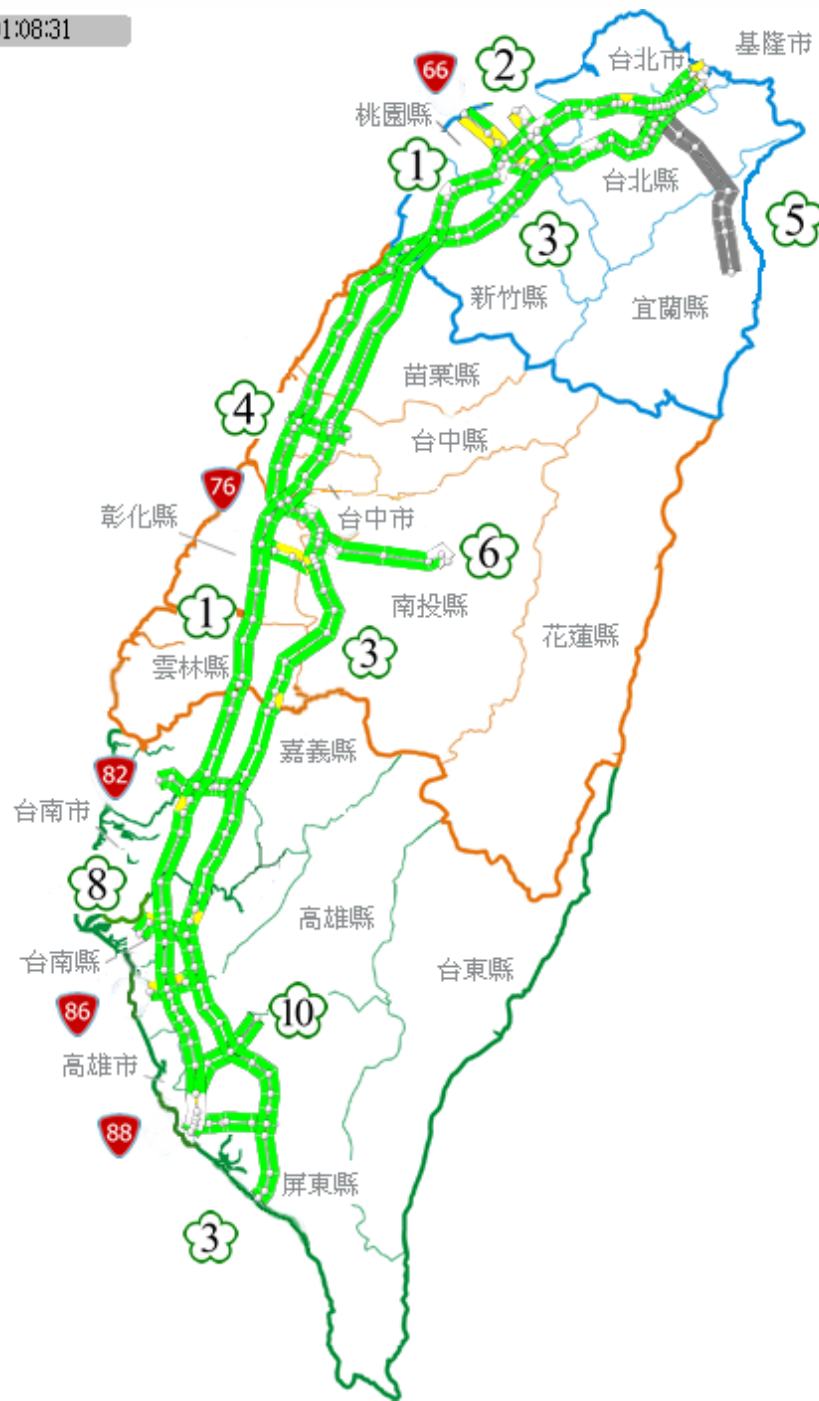 01:08:31
基隆市
台北市
66
2
桃園縣
1
台北縣
5
3
新竹縣
宜蘭縣
苗栗縣
4
台中縣
76
彰化縣
台中市
6
南投縣
1
花蓮縣
3
雲林縣
嘉義縣
82
台南市
8
高雄縣
台南縣
台東縣
86
10
高雄市
88
屏東縣
3